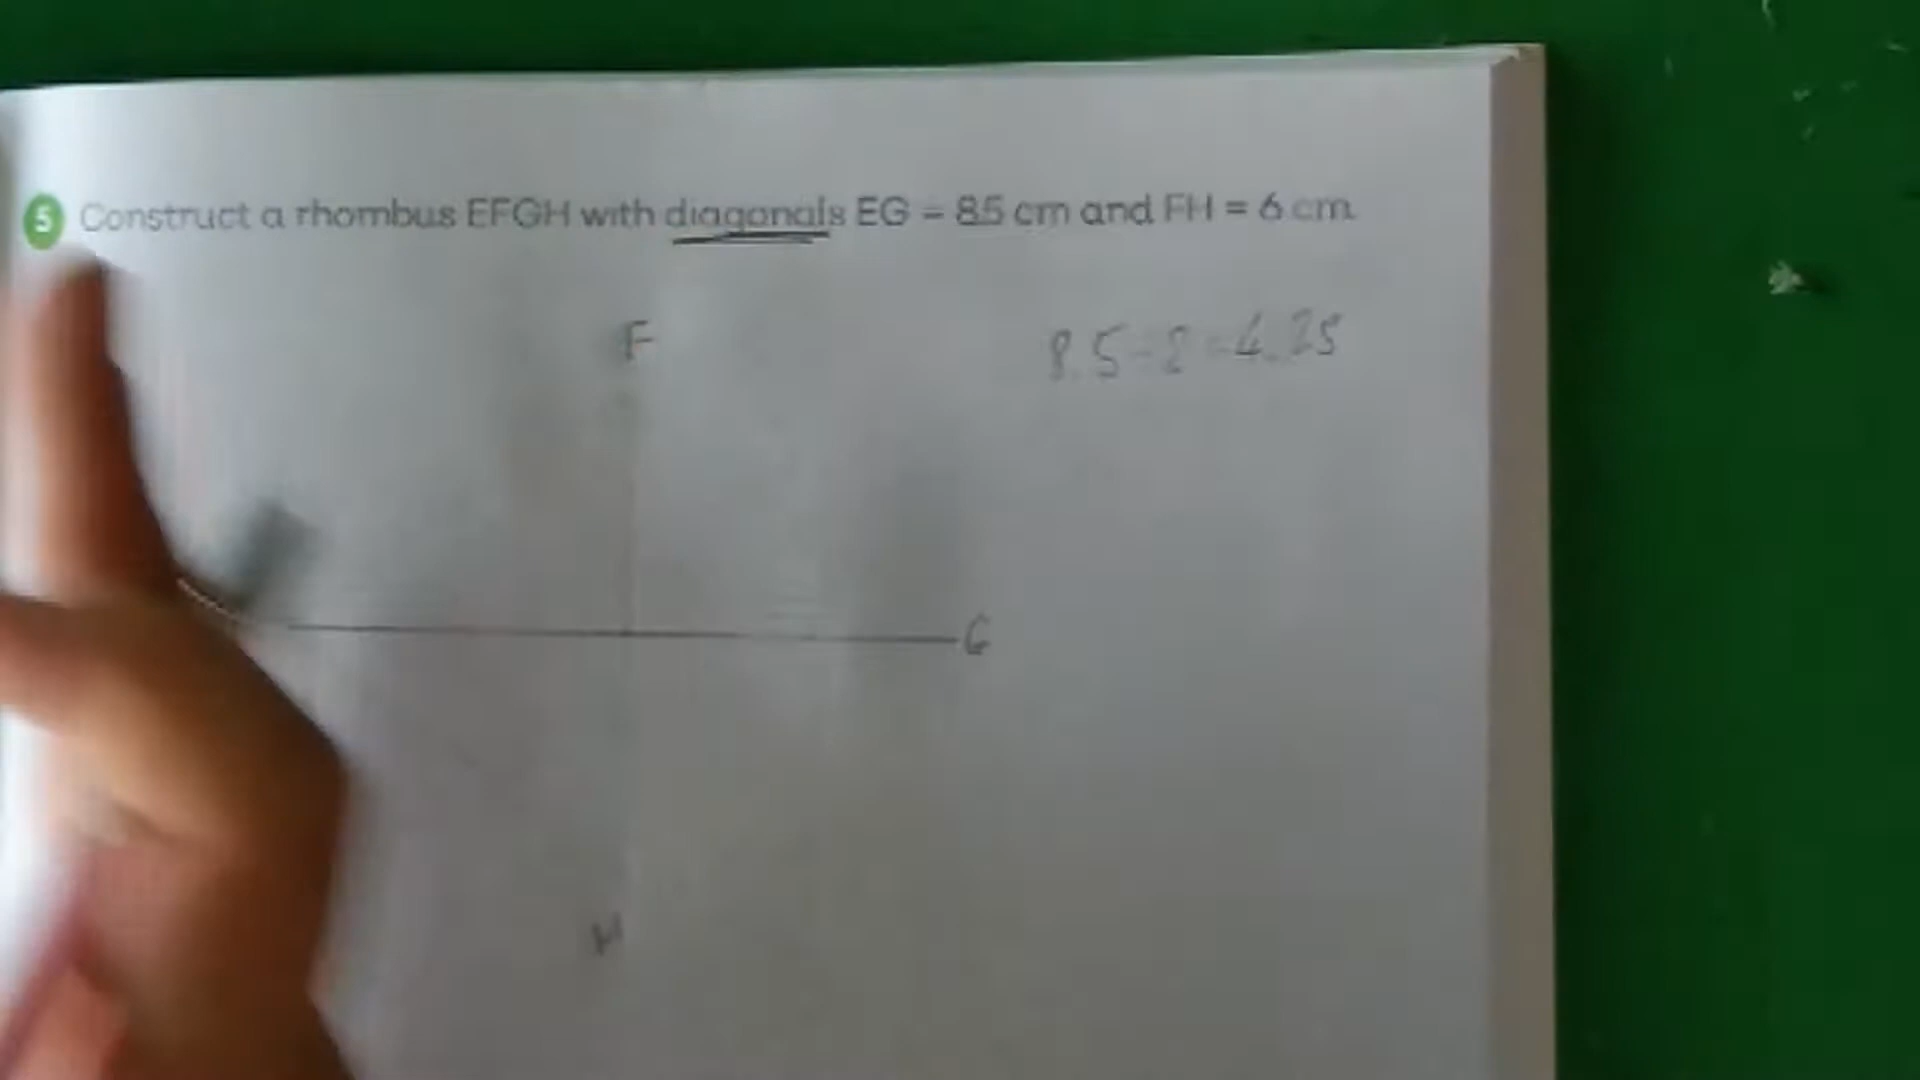 5 Construct a rhombus EFGH with diagonals EG = 8.5 cm and FH = 6 cm.
F
8.5÷2=4.25
G
H